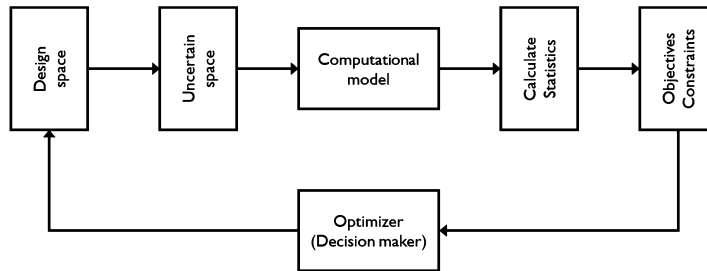 Design
space
Uncertain
space
Computational
model
Calculate
Statistics
Objectives
Constraints
Optimizer
(Decision maker)